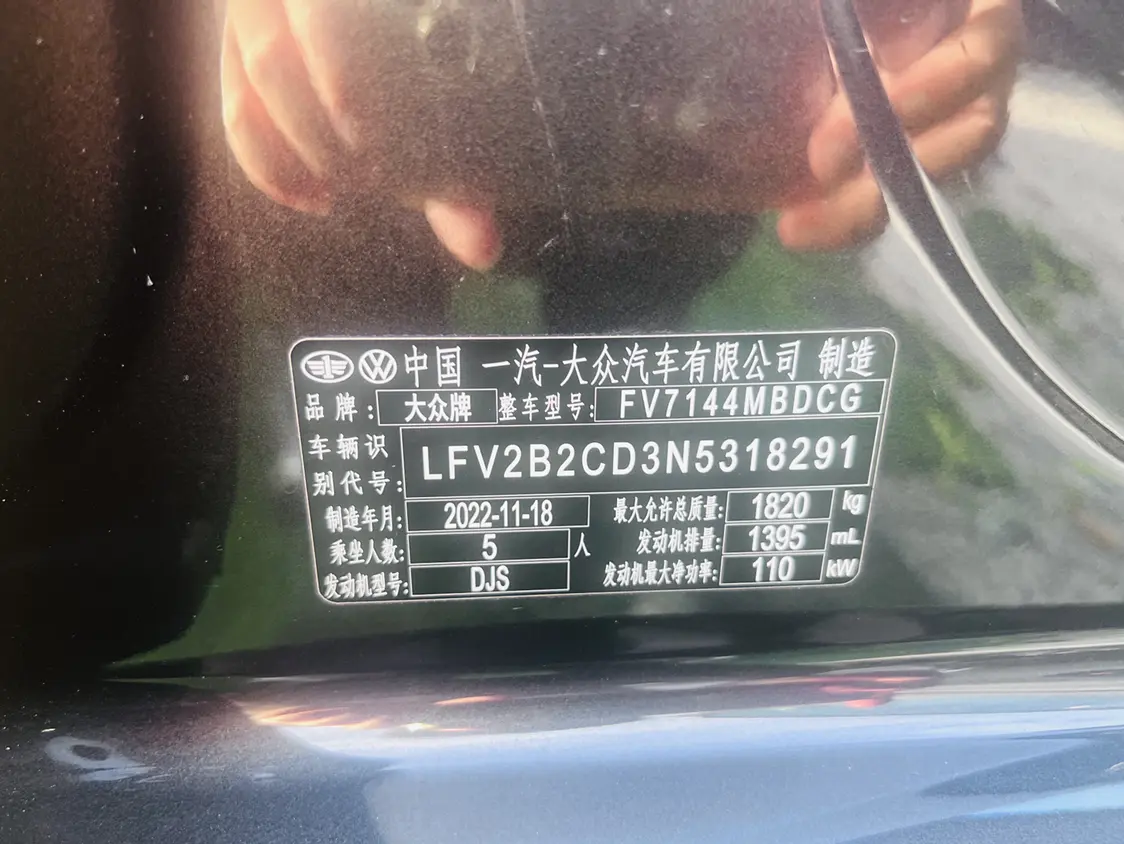 中国 一汽-大众汽车有限公司 制造
品牌: 大众牌 整车型号: FV7144MBDCG
车辆识别代号: LFV2B2CD3N5318291
制造年月: 2022-11-18 最大允许总质量: 1820 kg
乘坐人数: 5 人 发动机排量: 1395 mL
发动机型号: DJS 发动机最大净功率: 110 kW